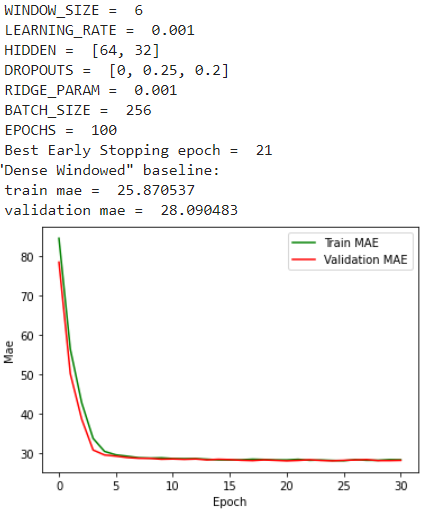 WINDOW_SIZE =  6
LEARNING_RATE =  0.001
HIDDEN =  [64, 32]
DROPOUTS =  [0, 0.25, 0.2]
RIDGE_PARAM =  0.001
BATCH_SIZE =  256
EPOCHS =  100
Best Early Stopping epoch =  21
"Dense Windowed" baseline:
train mae =  25.870537
validation mae =  28.090483
Train MAE
Validation MAE
80
70
60
50
40
30
Mae
0 5 10 15 20 25 30
Epoch